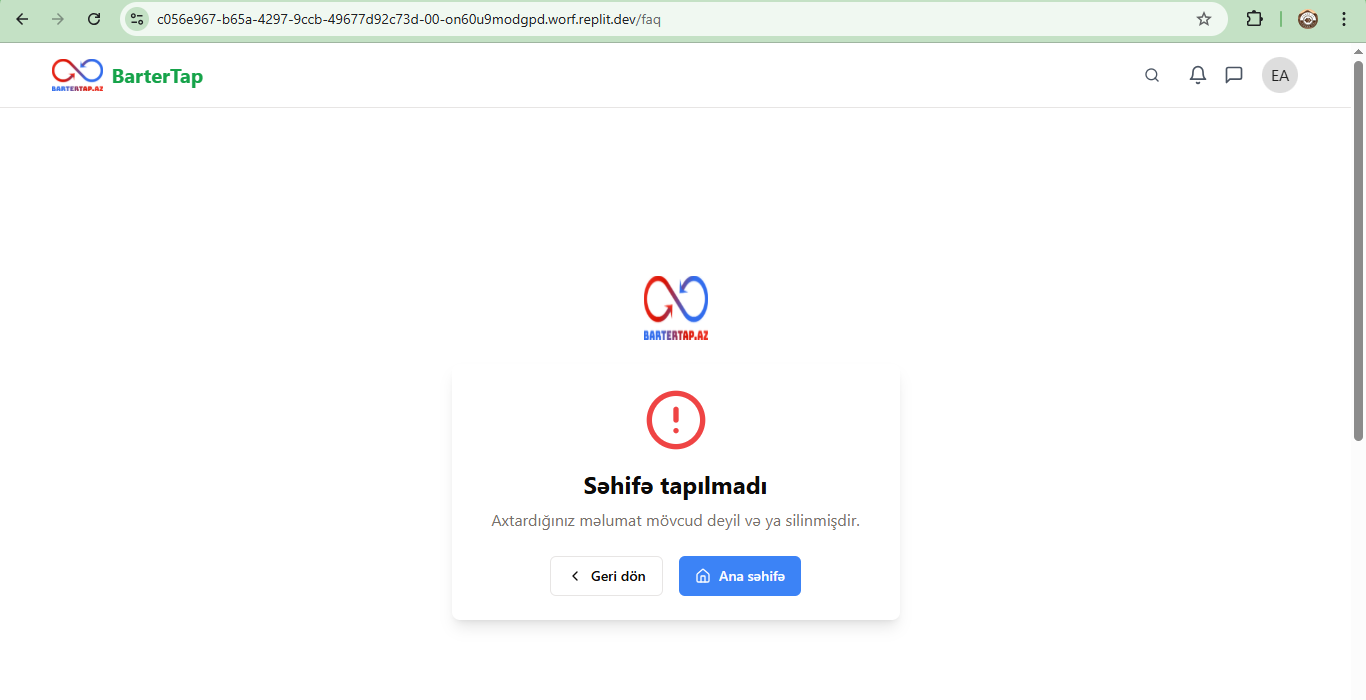 c056e967-b65a-4297-9ccb-49677d92c73d-00-on60u9modgpd.worf.replit.dev/faq
BARTERTAP.AZ
BarterTap
EA
BARTERTAP.AZ
Səhifə tapılmadı
Axtardığınız məlumat mövcud deyil və ya silinmişdir.
Geri dön
Ana səhifə